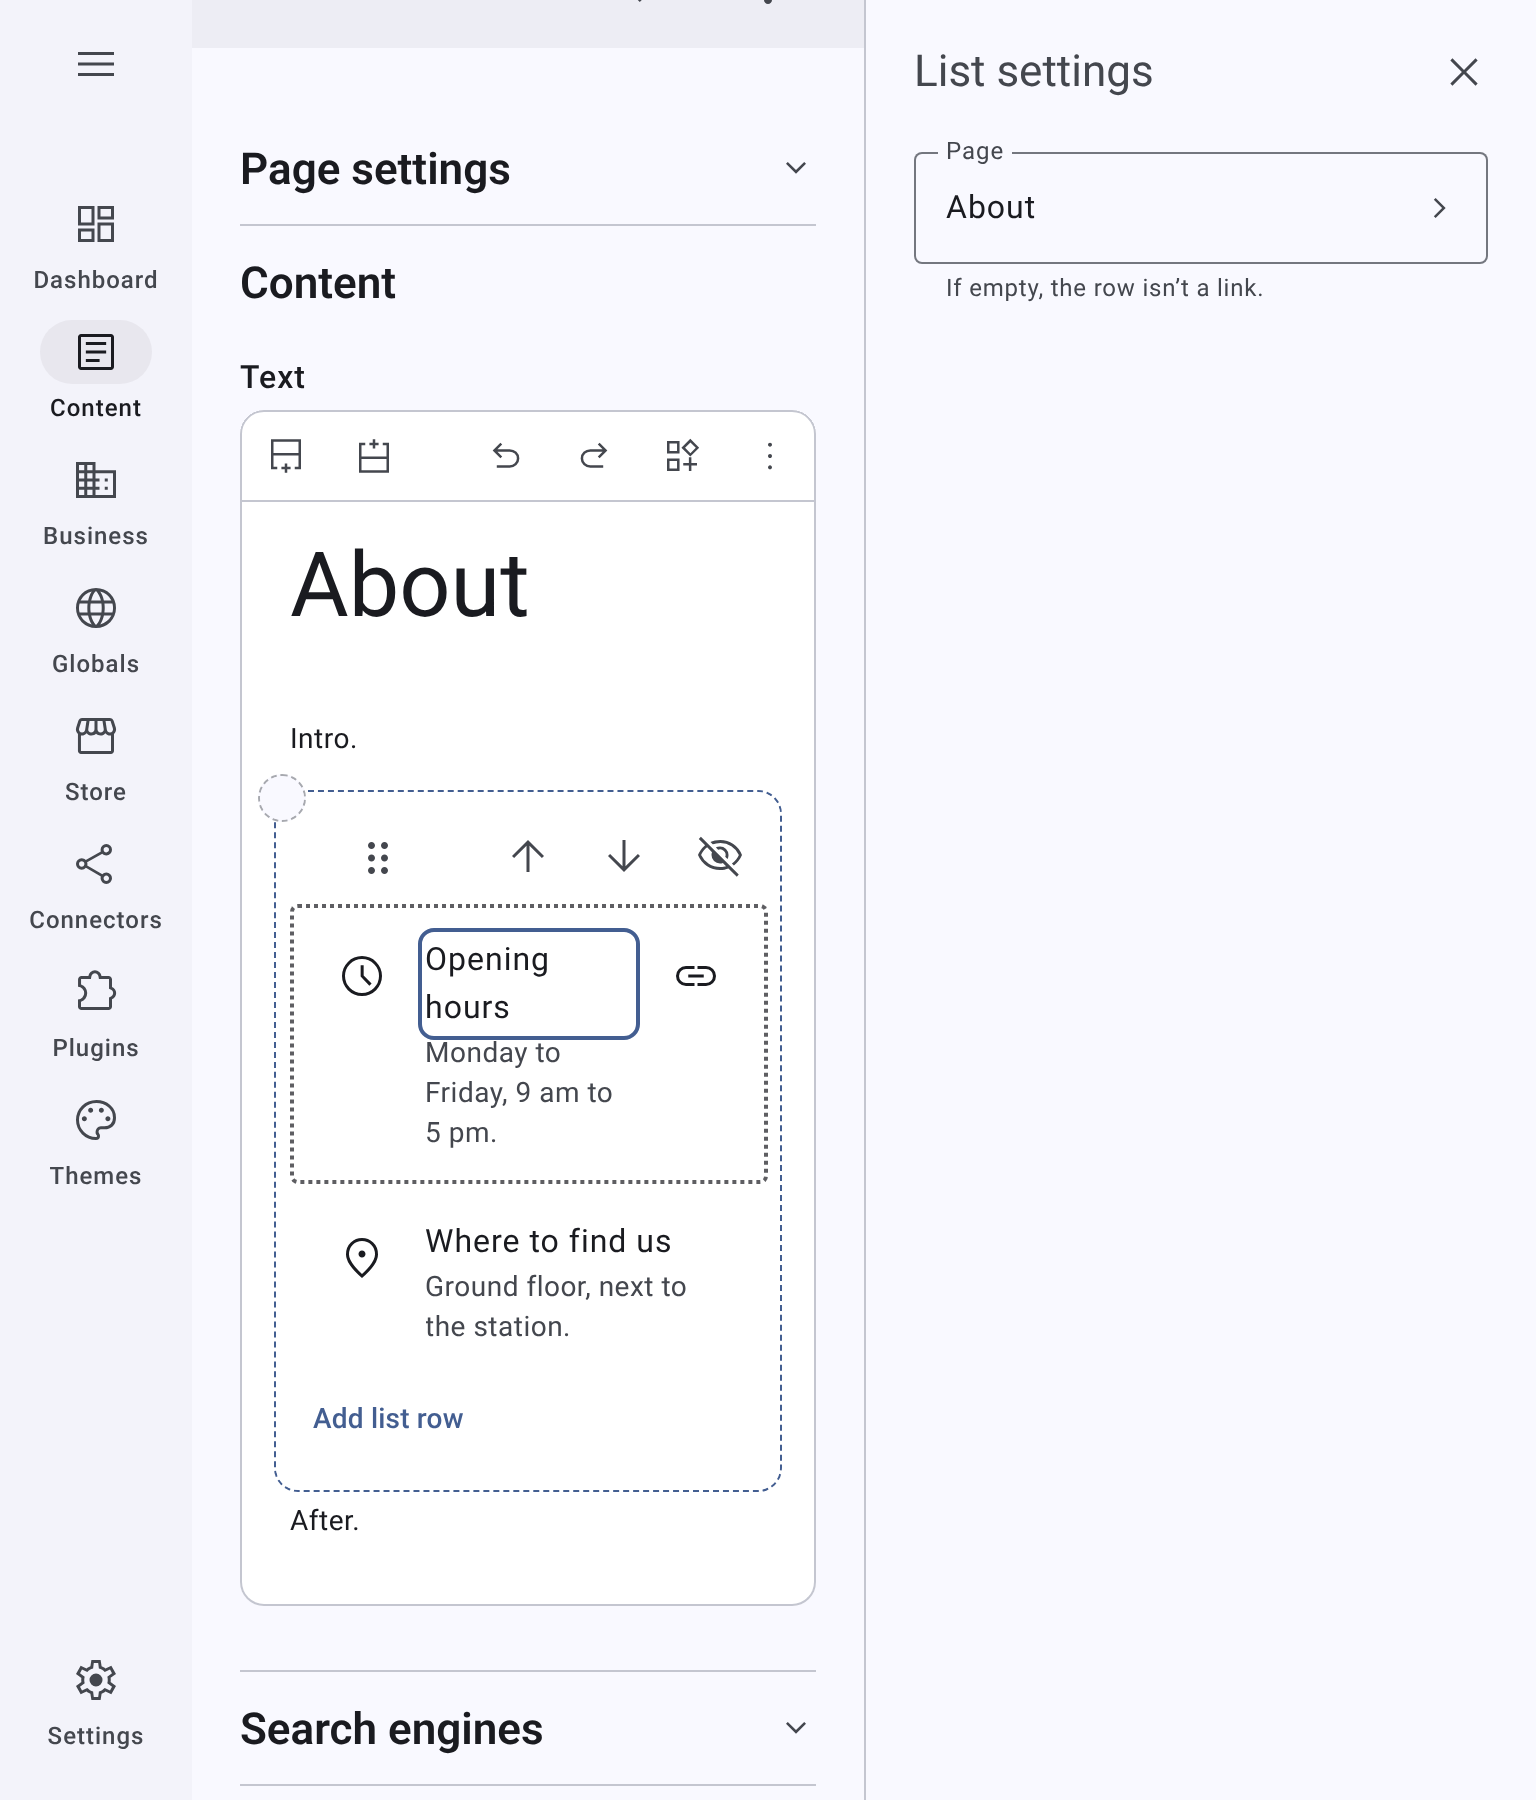 Dashboard
Content
Business
Globals
Store
Connectors
Plugins
Themes
Settings
Page settings
Content
Text
About
Intro.
Opening
hours
Monday to
Friday, 9 am to
5 pm.
Where to find us
Ground floor, next to
the station.
Add list row
After.
Search engines
List settings
Page
About
If empty, the row isn’t a link.